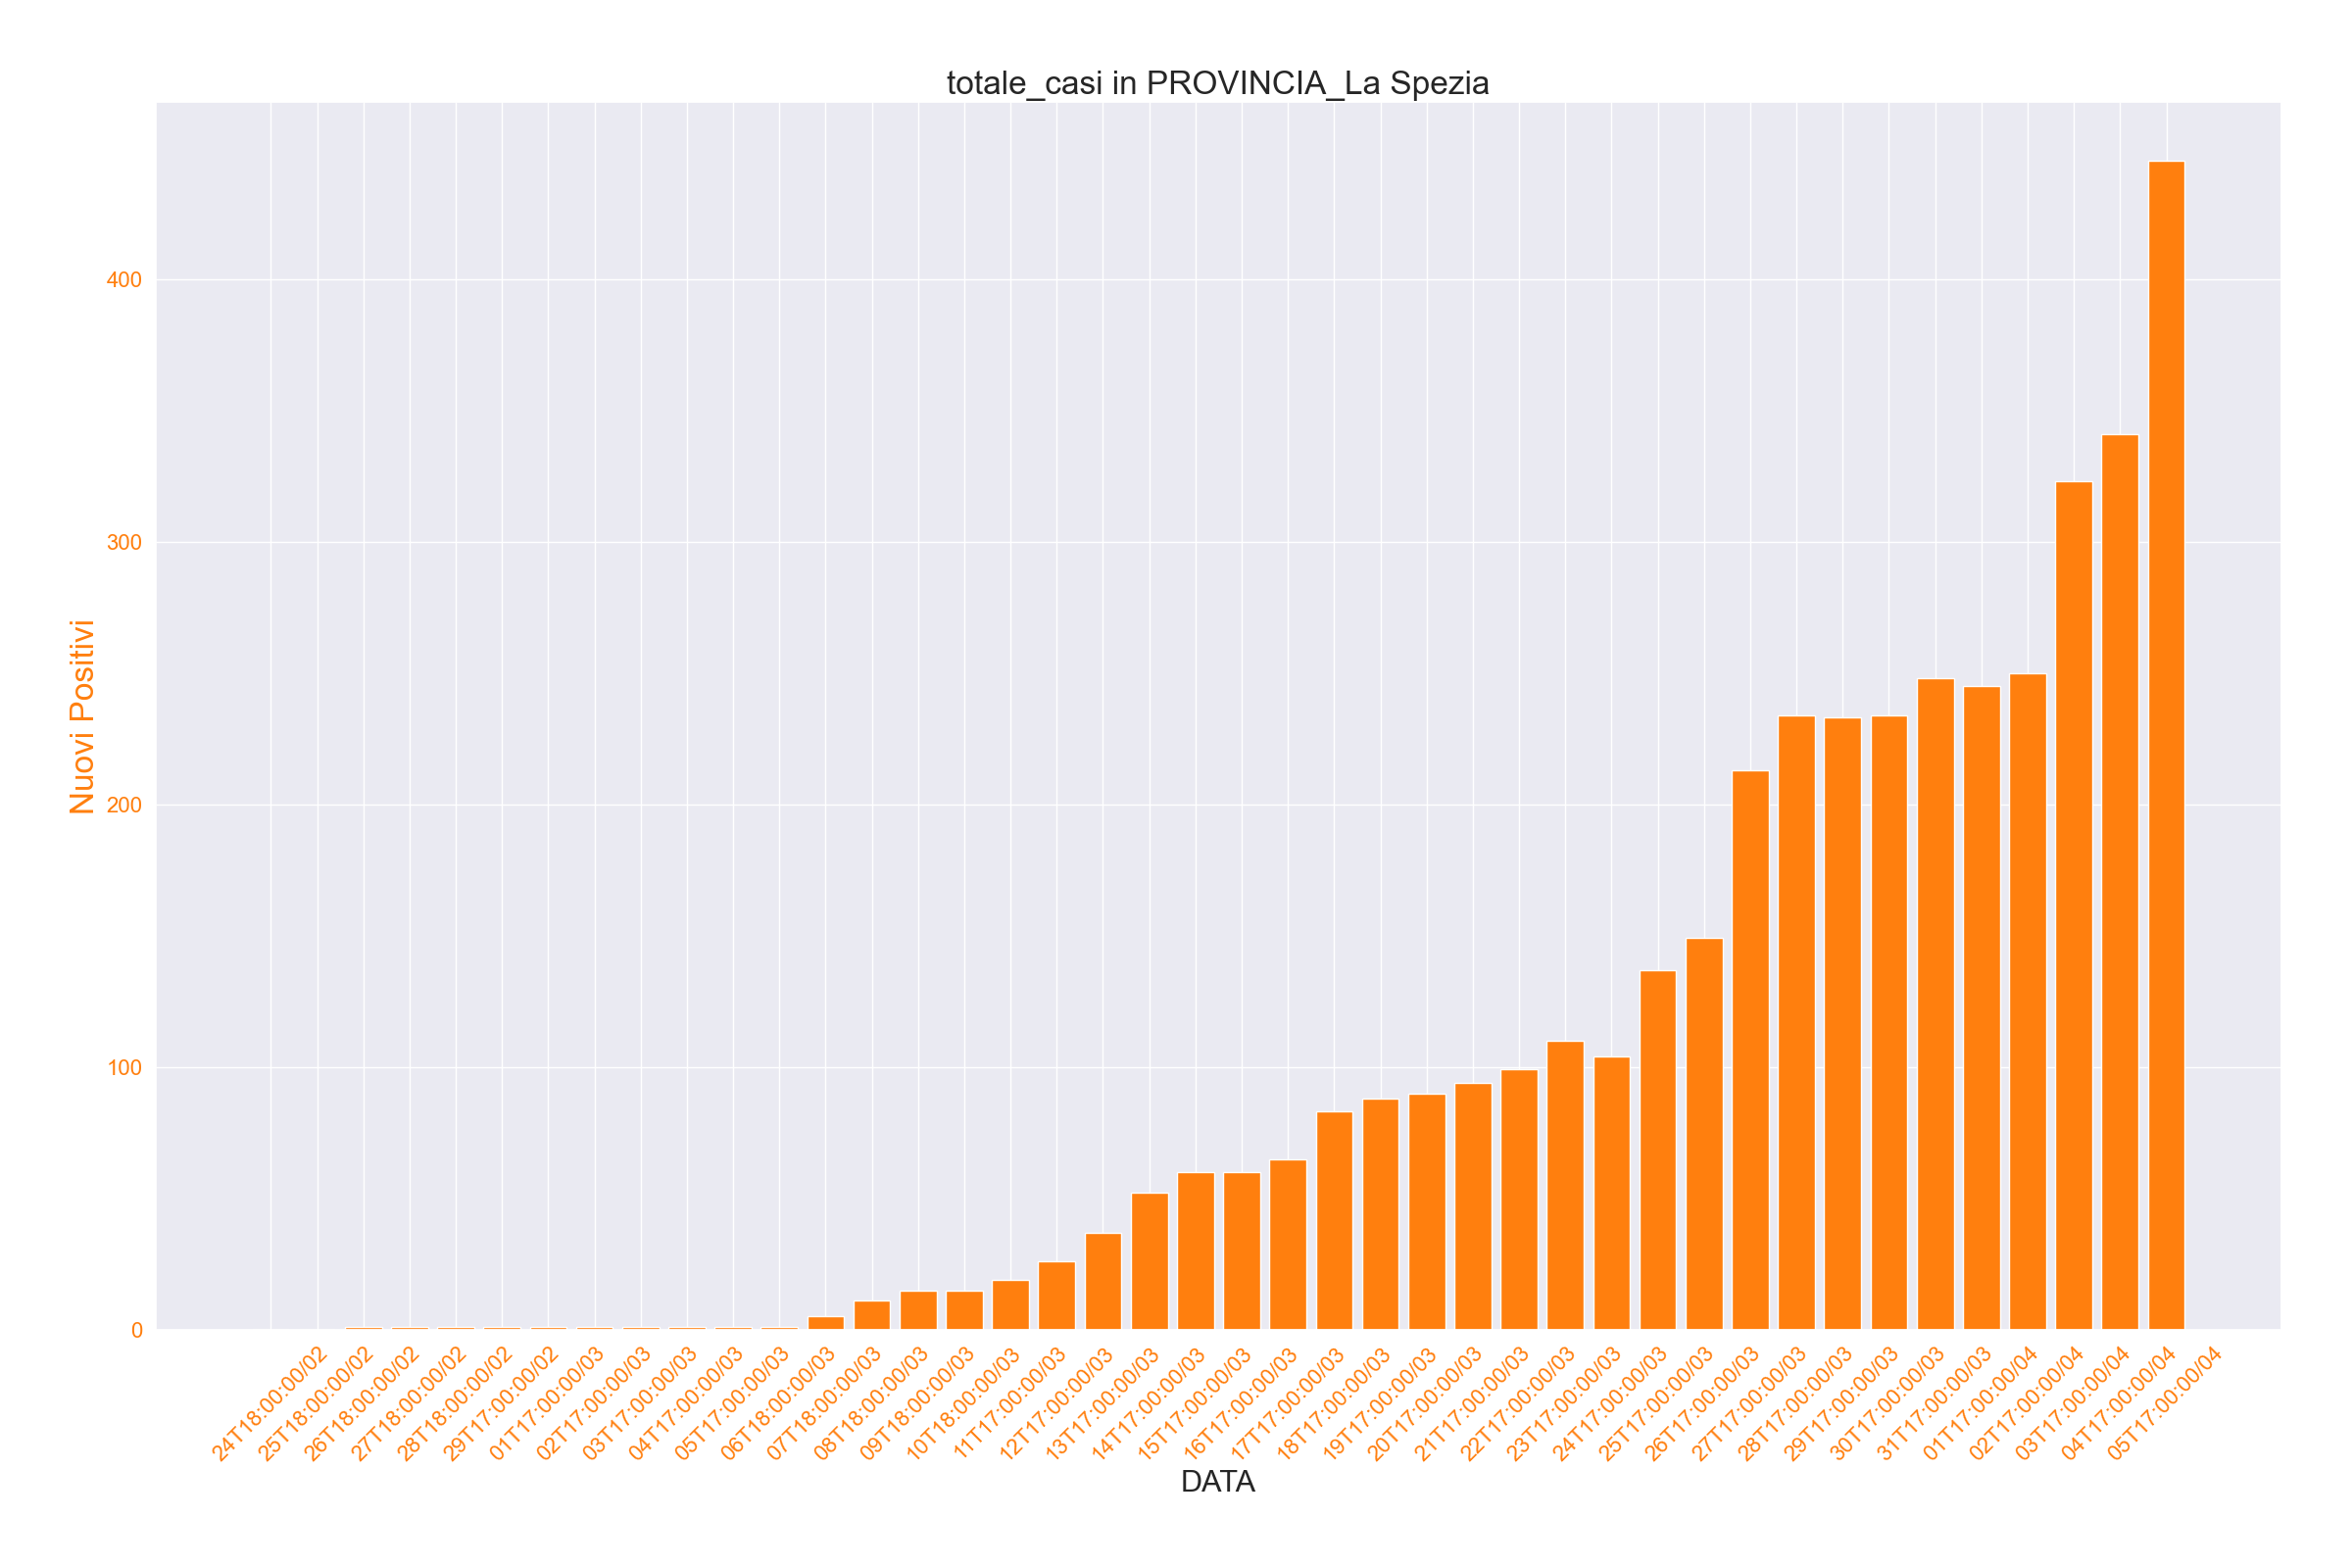 totale_casi in PROVINCIA_La Spezia
400
300
200
100
0
Nuovi Positivi
24T18:00:00/02
25T18:00:00/02
26T18:00:00/02
27T18:00:00/02
28T18:00:00/02
29T17:00:00/02
01T17:00:00/03
02T17:00:00/03
03T17:00:00/03
04T17:00:00/03
05T17:00:00/03
06T18:00:00/03
07T18:00:00/03
08T18:00:00/03
09T18:00:00/03
10T18:00:00/03
11T17:00:00/03
12T17:00:00/03
13T17:00:00/03
14T17:00:00/03
15T17:00:00/03
16T17:00:00/03
17T17:00:00/03
18T17:00:00/03
19T17:00:00/03
20T17:00:00/03
21T17:00:00/03
22T17:00:00/03
23T17:00:00/03
24T17:00:00/03
25T17:00:00/03
26T17:00:00/03
27T17:00:00/03
28T17:00:00/03
29T17:00:00/03
30T17:00:00/03
31T17:00:00/03
01T17:00:00/04
02T17:00:00/04
03T17:00:00/04
04T17:00:00/04
05T17:00:00/04
DATA